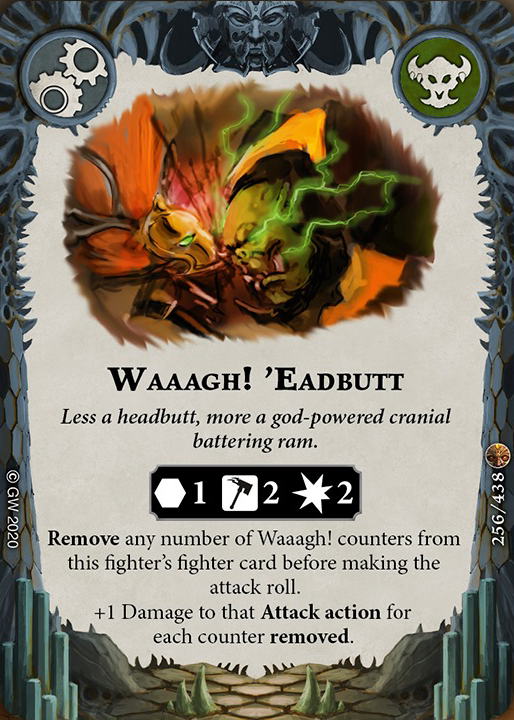 Waaagh! ’Eadbutt
Less a headbutt, more a god-powered cranial
battering ram.
1 2 2
Remove any number of Waaagh! counters from
this fighter’s fighter card before making the
attack roll.
+1 Damage to that Attack action for
each counter removed.
© GW 2020
256/438